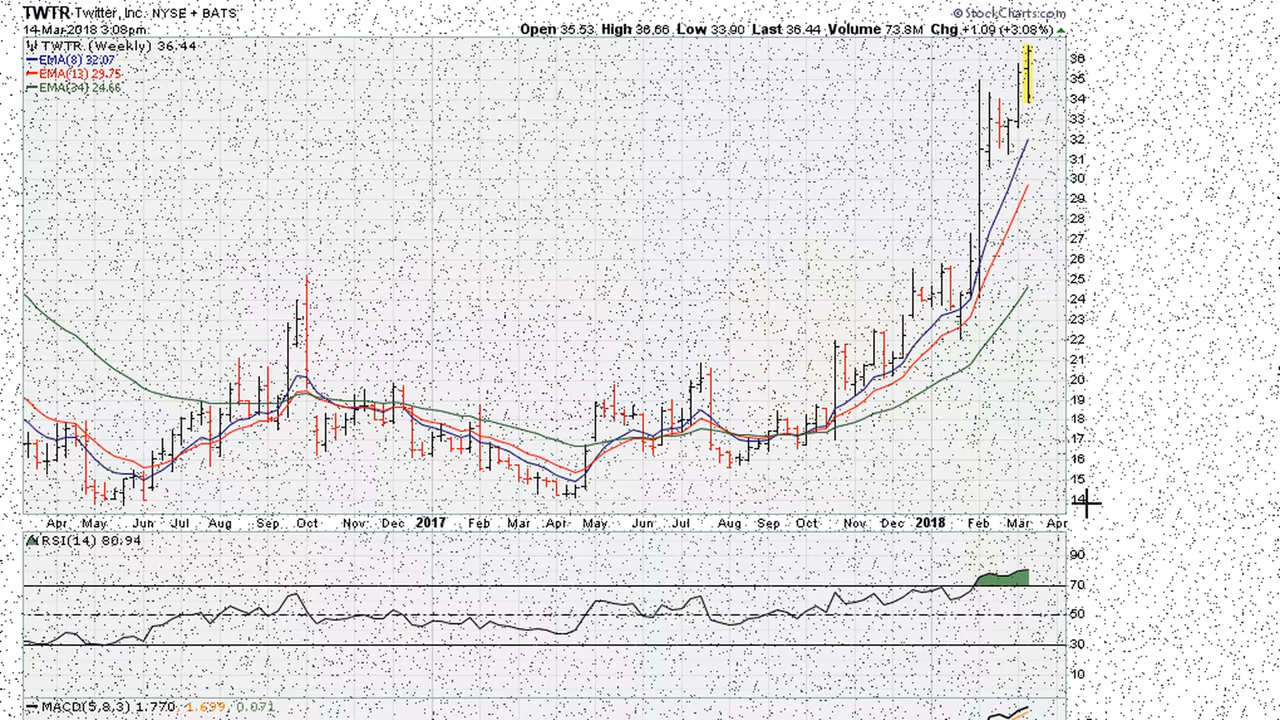 TWTR Twitter, Inc. NYSE + BATS
© StockCharts.com
14-Mar-2018 3:08pm
Open 35.53 High 36.66 Low 33.90 Last 36.44 Volume 73.8M Chg +1.09 (+3.08%)
TWTR (Weekly) 36.44
EMA(8) 32.07
EMA(13) 29.75
EMA(34) 24.66
36
35
34
33
32
31
30
29
28
27
26
25
24
23
22
21
20
19
18
17
16
15
14
Apr May Jun Jul Aug Sep Oct Nov Dec 2017 Feb Mar Apr May Jun Jul Aug Sep Oct Nov Dec 2018 Feb Mar Apr
RSI(14) 80.94
90
70
50
30
10
MACD(5,8,3) 1.770, 1.699, 0.071